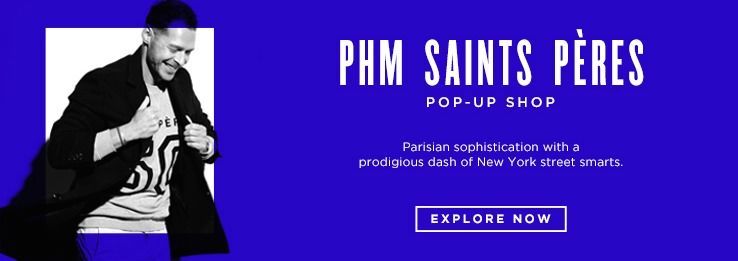 PHM SAINTS PÈRES
POP-UP SHOP
Parisian sophistication with a
prodigious dash of New York street smarts.
EXPLORE NOW